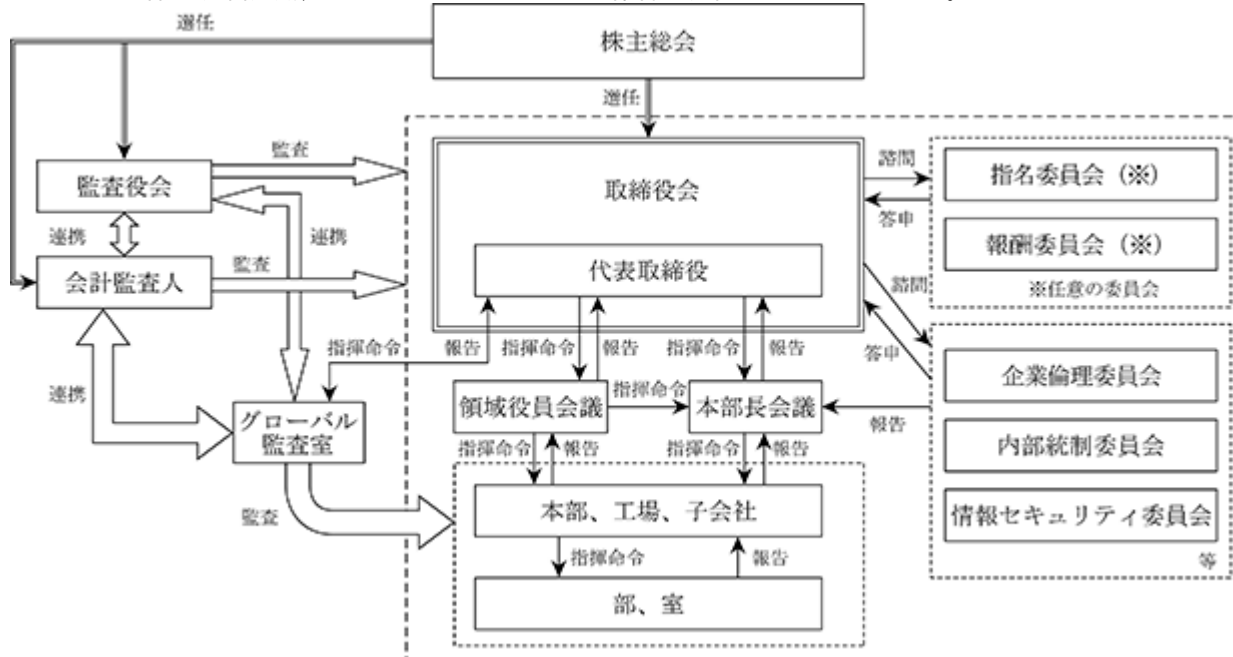 選任
株主総会
選任
監査
監査役会
取締役会
諮問
指名委員会（※）
答申
連携
連携
報酬委員会（※）
監査
会計監査人
代表取締役
諮問
※任意の委員会
指揮命令
報告
指揮命令
報告
指揮命令
報告
答申
企業倫理委員会
連携
領域役員会議
指揮命令
本部長会議
報告
グローバル
監査室
指揮命令
報告
指揮命令
報告
内部統制委員会
監査
本部、工場、子会社
情報セキュリティ委員会
指揮命令
報告
等
部、室